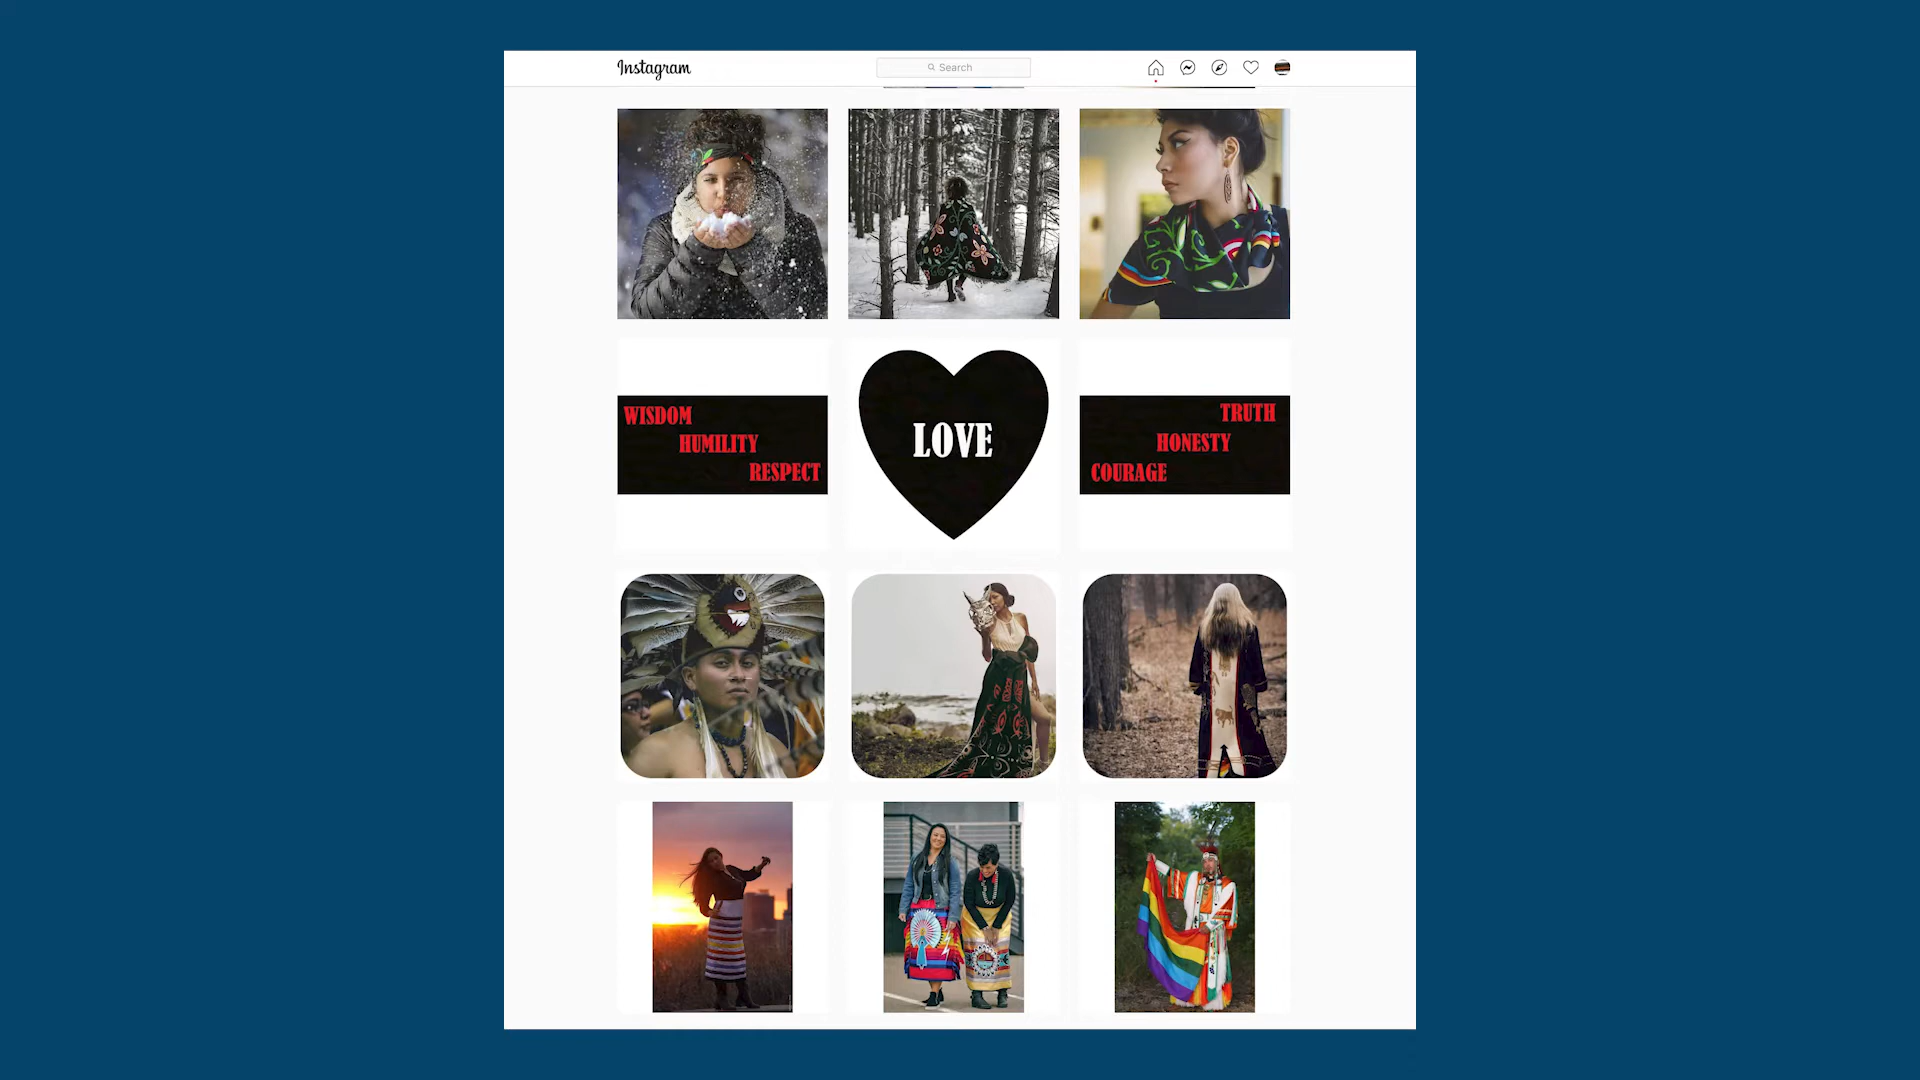 Instagram
Search
WISDOM
HUMILITY
RESPECT
LOVE
TRUTH
HONESTY
COURAGE